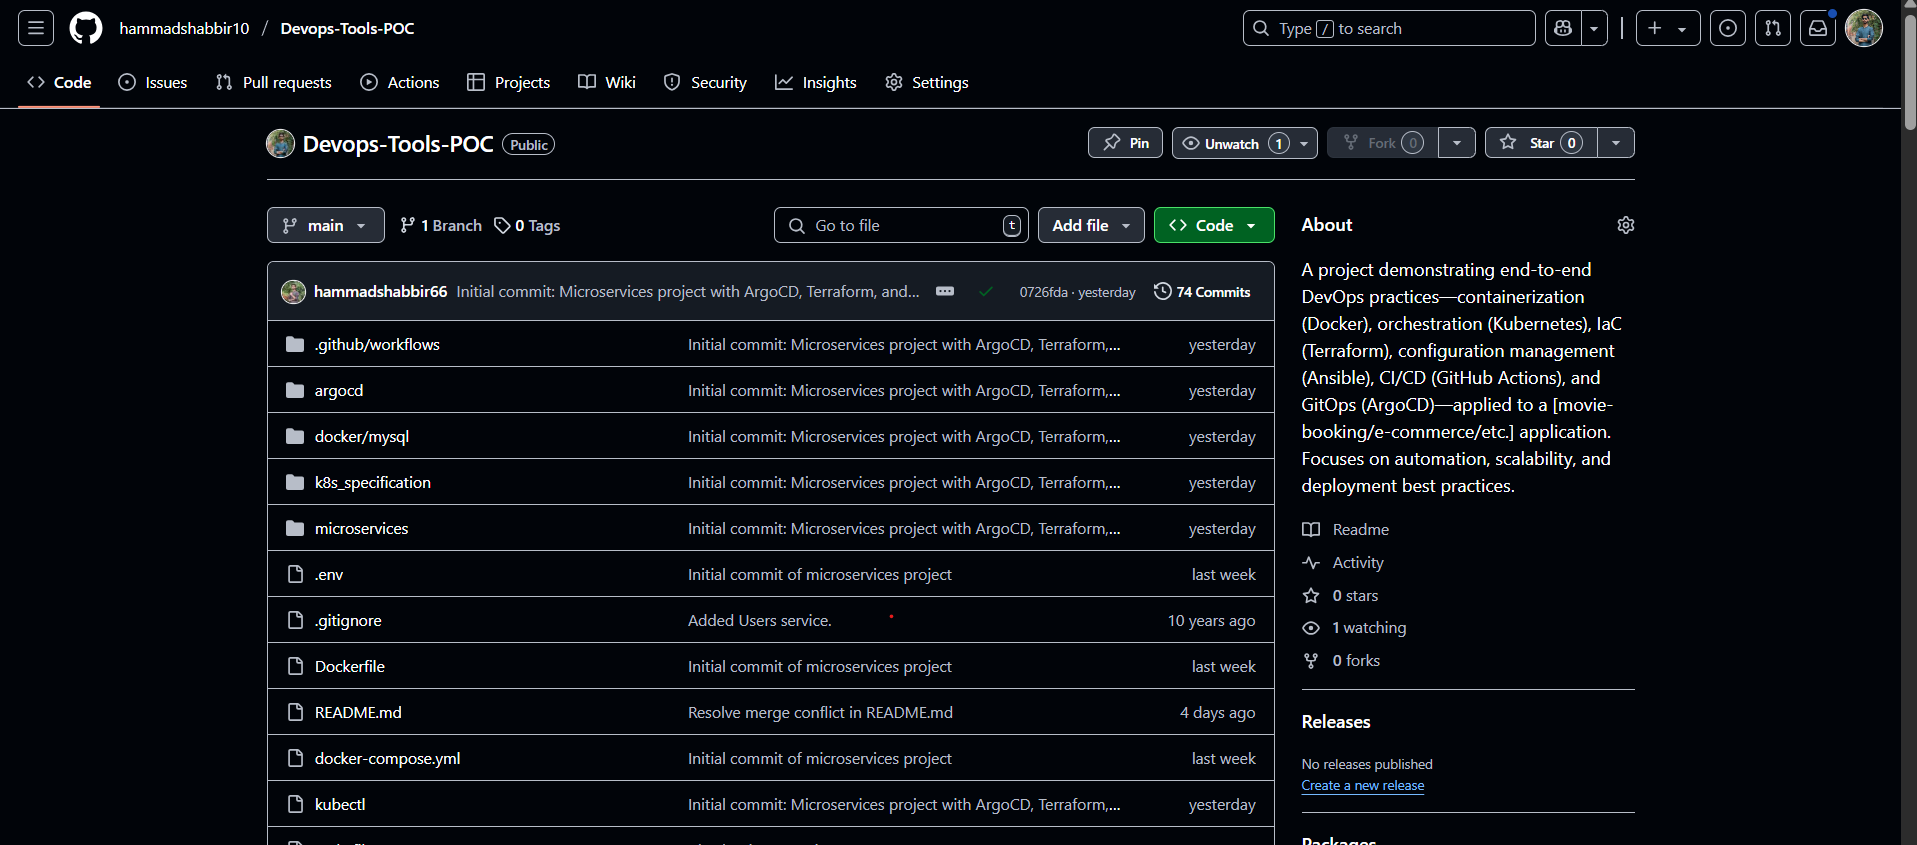 hammadshabbir10 / Devops-Tools-POC
Type / to search
Code Issues Pull requests Actions Projects Wiki Security Insights Settings
Devops-Tools-POC Public
Pin Unwatch 1 Fork 0 Star 0
main 1 Branch 0 Tags Go to file t Add file Code
hammadshabbir66 Initial commit: Microservices project with ArgoCD, Terraform, and... 0726fda · yesterday 74 Commits
.github/workflows Initial commit: Microservices project with ArgoCD, Terraform,... yesterday
argocd Initial commit: Microservices project with ArgoCD, Terraform,... yesterday
docker/mysql Initial commit: Microservices project with ArgoCD, Terraform,... yesterday
k8s_specification Initial commit: Microservices project with ArgoCD, Terraform,... yesterday
microservices Initial commit: Microservices project with ArgoCD, Terraform,... yesterday
.env Initial commit of microservices project last week
.gitignore Added Users service. 10 years ago
Dockerfile Initial commit of microservices project last week
README.md Resolve merge conflict in README.md 4 days ago
docker-compose.yml Initial commit of microservices project last week
kubectl Initial commit: Microservices project with ArgoCD, Terraform,... yesterday
About
A project demonstrating end-to-end
DevOps practices—containerization
(Docker), orchestration (Kubernetes), IaC
(Terraform), configuration management
(Ansible), CI/CD (GitHub Actions), and
GitOps (ArgoCD)—applied to a [movie-
booking/e-commerce/etc.] application.
Focuses on automation, scalability, and
deployment best practices.
Readme
Activity
0 stars
1 watching
0 forks
Releases
No releases published
Create a new release
Packages